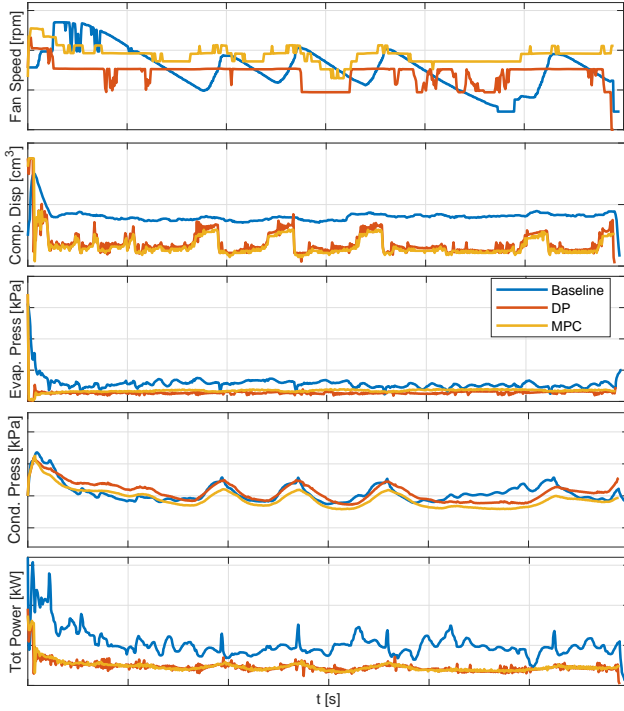 Fan Speed [rpm]
Comp. Disp [cm³]
Evap. Press [kPa]
Baseline
DP
MPC
Cond. Press [kPa]
Tot Power [kW]
t [s]